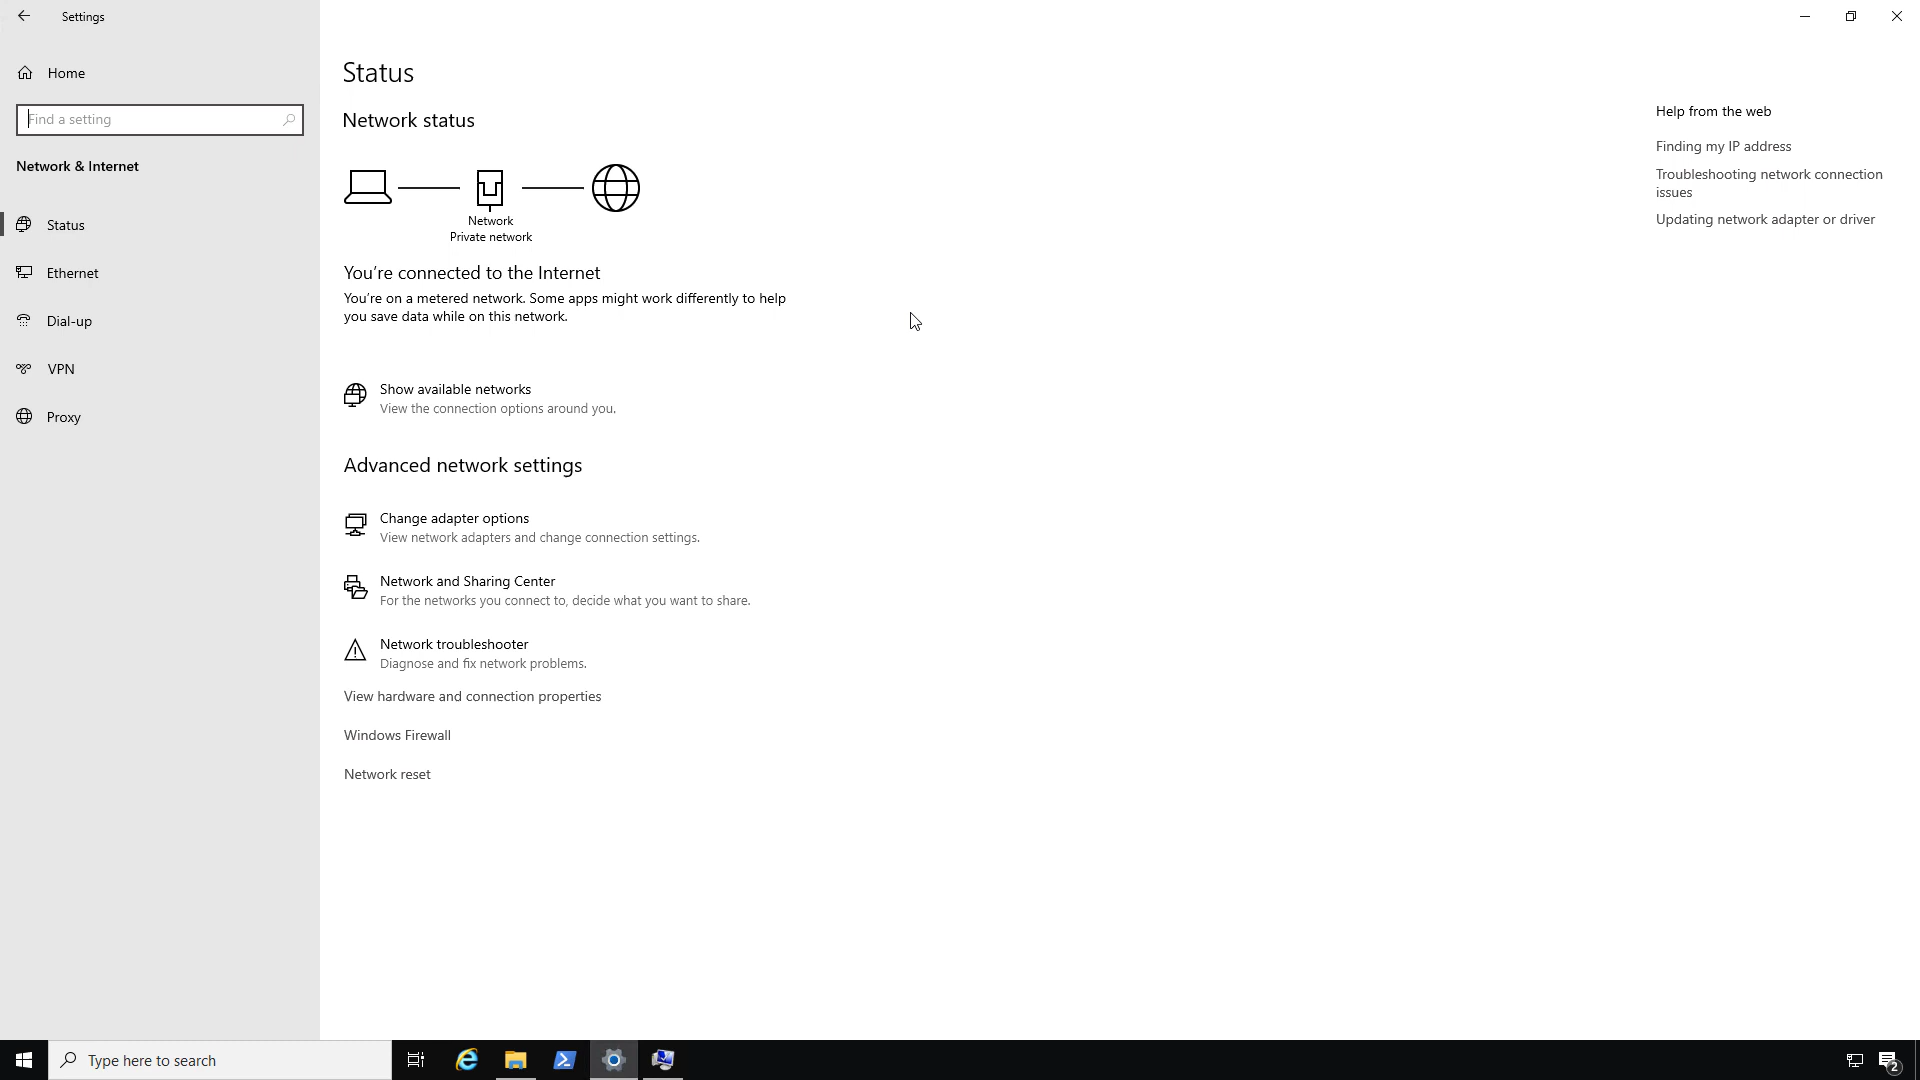 Settings
Home
Find a setting
Network & Internet
Status
Ethernet
Dial-up
VPN
Proxy
Status
Network status
Network
Private network
You’re connected to the Internet
You’re on a metered network. Some apps might work differently to help
you save data while on this network.
Show available networks
View the connection options around you.
Advanced network settings
Change adapter options
View network adapters and change connection settings.
Network and Sharing Center
For the networks you connect to, decide what you want to share.
Network troubleshooter
Diagnose and fix network problems.
View hardware and connection properties
Windows Firewall
Network reset
Help from the web
Finding my IP address
Troubleshooting network connection
issues
Updating network adapter or driver
Type here to search
2